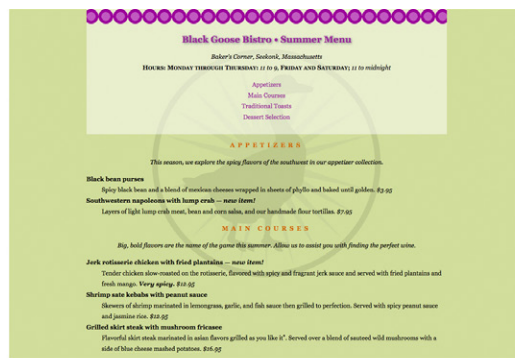 Black Goose Bistro • Summer Menu
Baker's Corner, Seekonk, Massachusetts
HOURS: MONDAY THROUGH THURSDAY: 11 to 9, FRIDAY AND SATURDAY; 11 to midnight
Appetizers
Main Courses
Traditional Toasts
Dessert Selection
APPETIZERS
This season, we explore the spicy flavors of the southwest in our appetizer collection.
Black bean purses
Spicy black bean and a blend of mexican cheeses wrapped in sheets of phyllo and baked until golden. $3.95
Southwestern napoleons with lump crab — new item!
Layers of light lump crab meat, bean and corn salsa, and our handmade flour tortillas. $7.95
MAIN COURSES
Big, bold flavors are the name of the game this summer. Allow us to assist you with finding the perfect wine.
Jerk rotisserie chicken with fried plantains — new item!
Tender chicken slow-roasted on the rotisserie, flavored with spicy and fragrant jerk sauce and served with fried plantains and
fresh mango. Very spicy. $12.95
Shrimp sate kebabs with peanut sauce
Skewers of shrimp marinated in lemongrass, garlic, and fish sauce then grilled to perfection. Served with spicy peanut sauce
and jasmine rice. $12.95
Grilled skirt steak with mushroom fricasee
Flavorful skirt steak marinated in asian flavors grilled as you like it*. Served over a blend of sauteed wild mushrooms with a
side of blue cheese mashed potatoes. $16.95